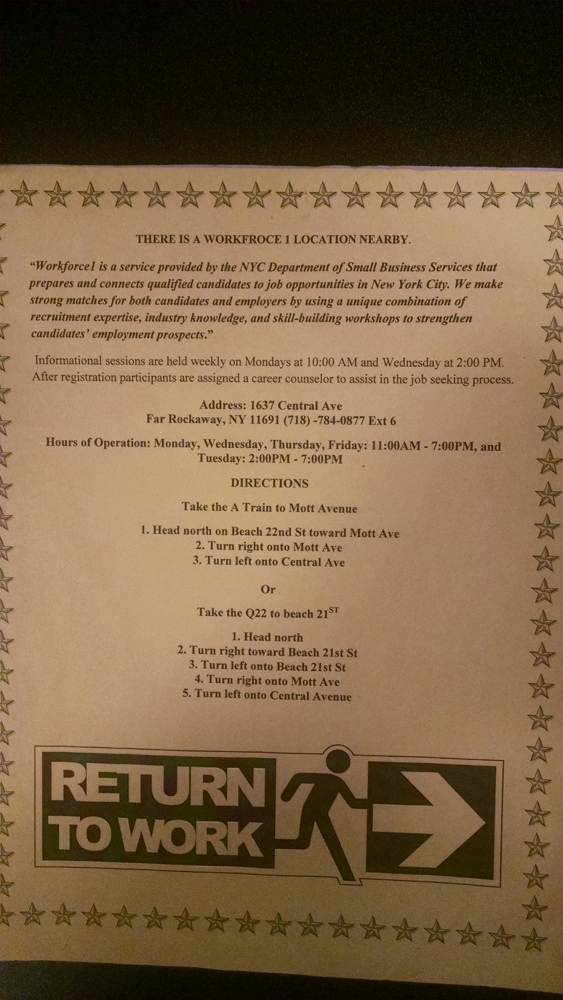 THERE IS A WORKFROCE 1 LOCATION NEARBY.
“Workforce1 is a service provided by the NYC Department of Small Business Services that
prepares and connects qualified candidates to job opportunities in New York City. We make
strong matches for both candidates and employers by using a unique combination of
recruitment expertise, industry knowledge, and skill-building workshops to strengthen
candidates’ employment prospects.”
Informational sessions are held weekly on Mondays at 10:00 AM and Wednesday at 2:00 PM.
After registration participants are assigned a career counselor to assist in the job seeking process.
Address: 1637 Central Ave
Far Rockaway, NY 11691 (718) -784-0877 Ext 6
Hours of Operation: Monday, Wednesday, Thursday, Friday: 11:00AM - 7:00PM, and
Tuesday: 2:00PM - 7:00PM
DIRECTIONS
Take the A Train to Mott Avenue
1. Head north on Beach 22nd St toward Mott Ave
2. Turn right onto Mott Ave
3. Turn left onto Central Ave
Or
Take the Q22 to beach 21ST
1. Head north
2. Turn right toward Beach 21st St
3. Turn left onto Beach 21st St
4. Turn right onto Mott Ave
5. Turn left onto Central Avenue
RETURN
TO WORK